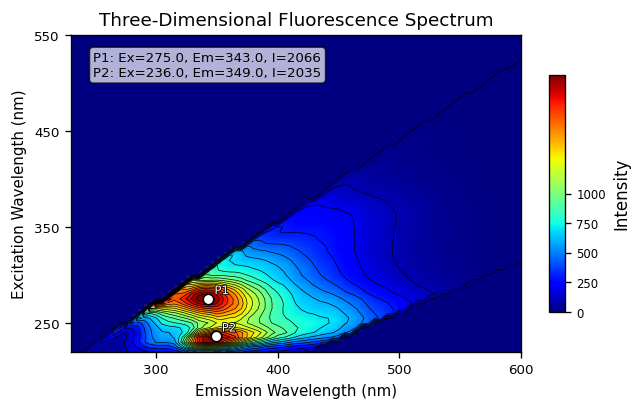 Three-Dimensional Fluorescence Spectrum
P1: Ex=275.0, Em=343.0, I=2066
P2: Ex=236.0, Em=349.0, I=2035
550
450
350
250
Excitation Wavelength (nm)
P1
P2
300
400
500
600
Emission Wavelength (nm)
1000
750
500
250
0
Intensity